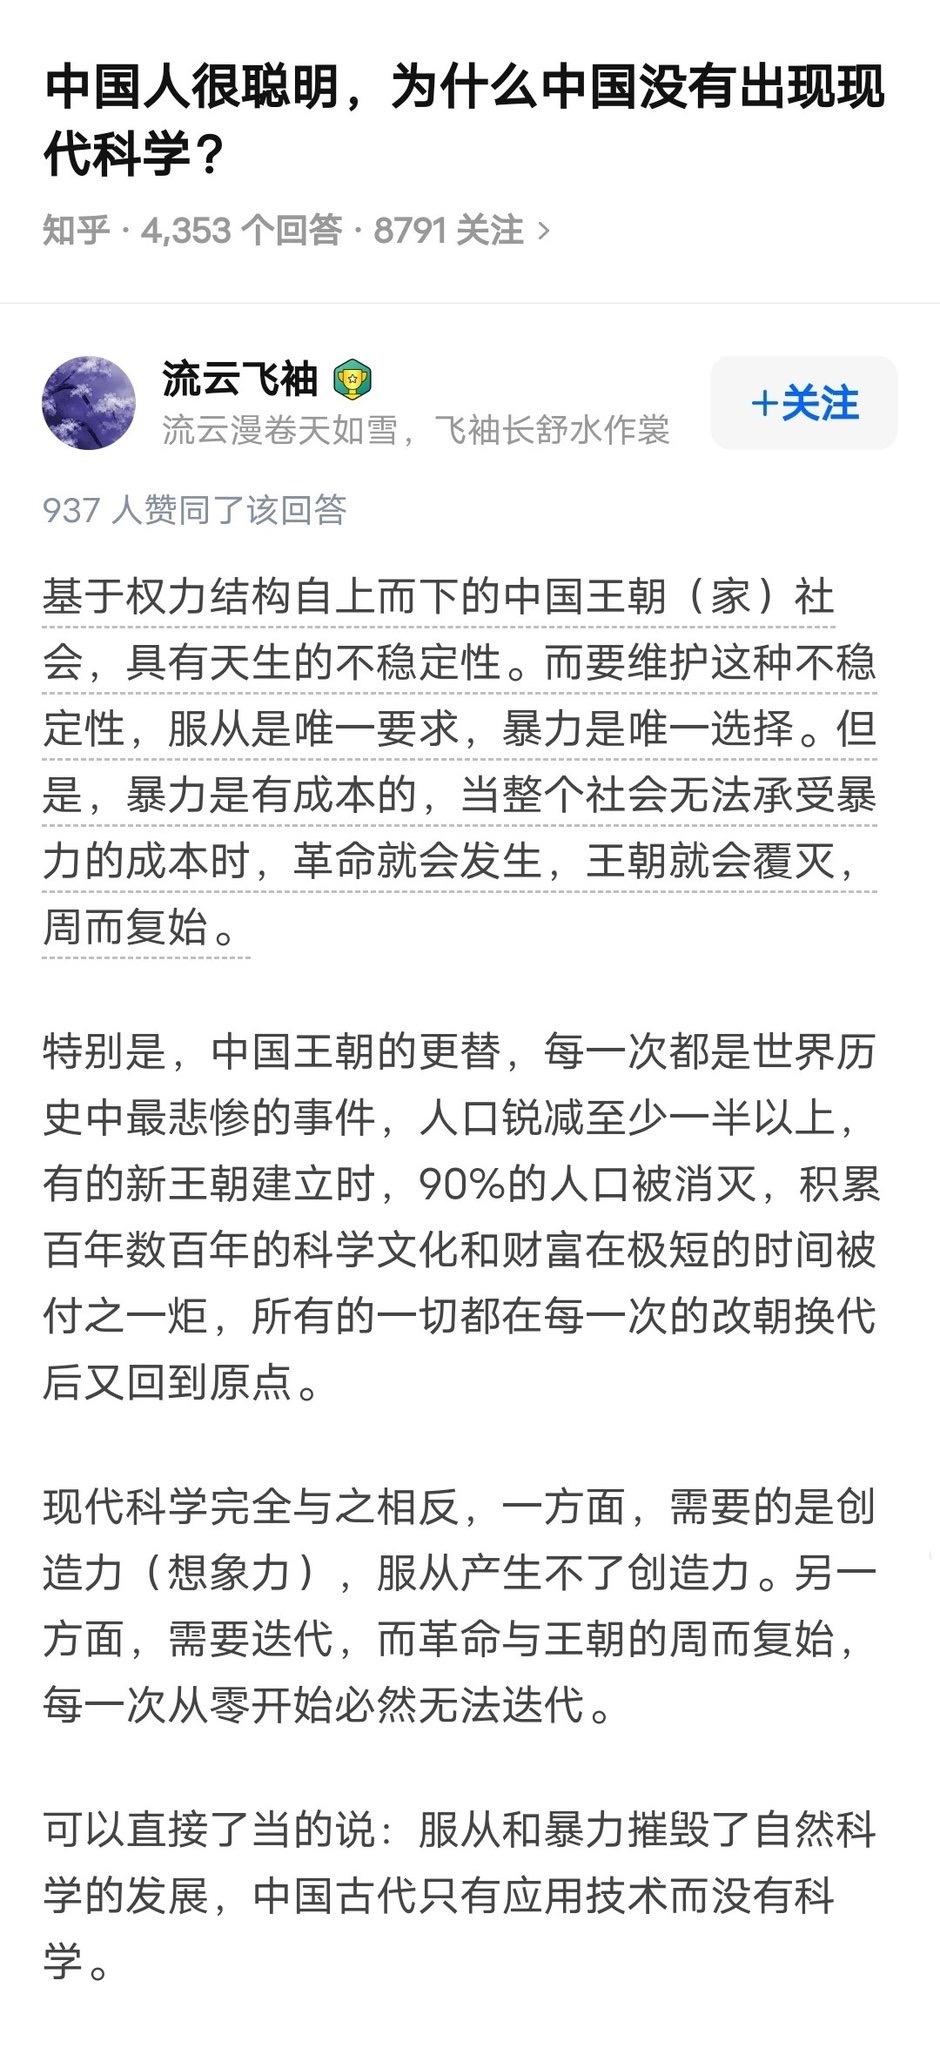 中国人很聪明，为什么中国没有出现现
代科学？
知乎 · 4,353 个回答 · 8791 关注 >
流云飞袖
流云漫卷天如雪，飞袖长舒水作裳
+关注
937 人赞同了该回答
基于权力结构自上而下的中国王朝（家）社
会，具有天生的不稳定性。而要维护这种不稳
定性，服从是唯一要求，暴力是唯一选择。但
是，暴力是有成本的，当整个社会无法承受暴
力的成本时，革命就会发生，王朝就会覆灭，
周而复始。
特别是，中国王朝的更替，每一次都是世界历
史中最悲惨的事件，人口锐减至少一半以上，
有的新王朝建立时，90%的人口被消灭，积累
百年数百年的科学文化和财富在极短的时间被
付之一炬，所有的一切都在每一次的改朝换代
后又回到原点。
现代科学完全与之相反，一方面，需要的是创
造力（想象力），服从产生不了创造力。另一
方面，需要迭代，而革命与王朝的周而复始，
每一次从零开始必然无法迭代。
可以直接了当的说：服从和暴力摧毁了自然科
学的发展，中国古代只有应用技术而没有科
学。